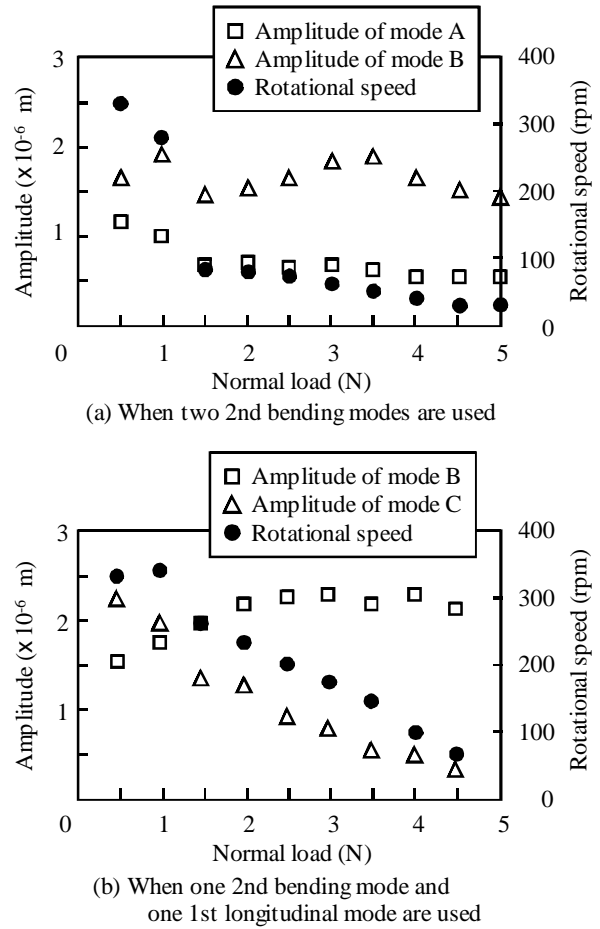 Amplitude of mode A
Amplitude of mode B
Rotational speed
3
2
1
0
Amplitude (x10⁻⁶ m)
400
300
200
100
0
Rotational speed (rpm)
0 1 2 3 4 5
Normal load (N)
(a) When two 2nd bending modes are used
Amplitude of mode B
Amplitude of mode C
Rotational speed
3
2
1
Amplitude (x10⁻⁶ m)
400
300
200
100
0
Rotational speed (rpm)
0 1 2 3 4 5
Normal load (N)
(b) When one 2nd bending mode and
one 1st longitudinal mode are used